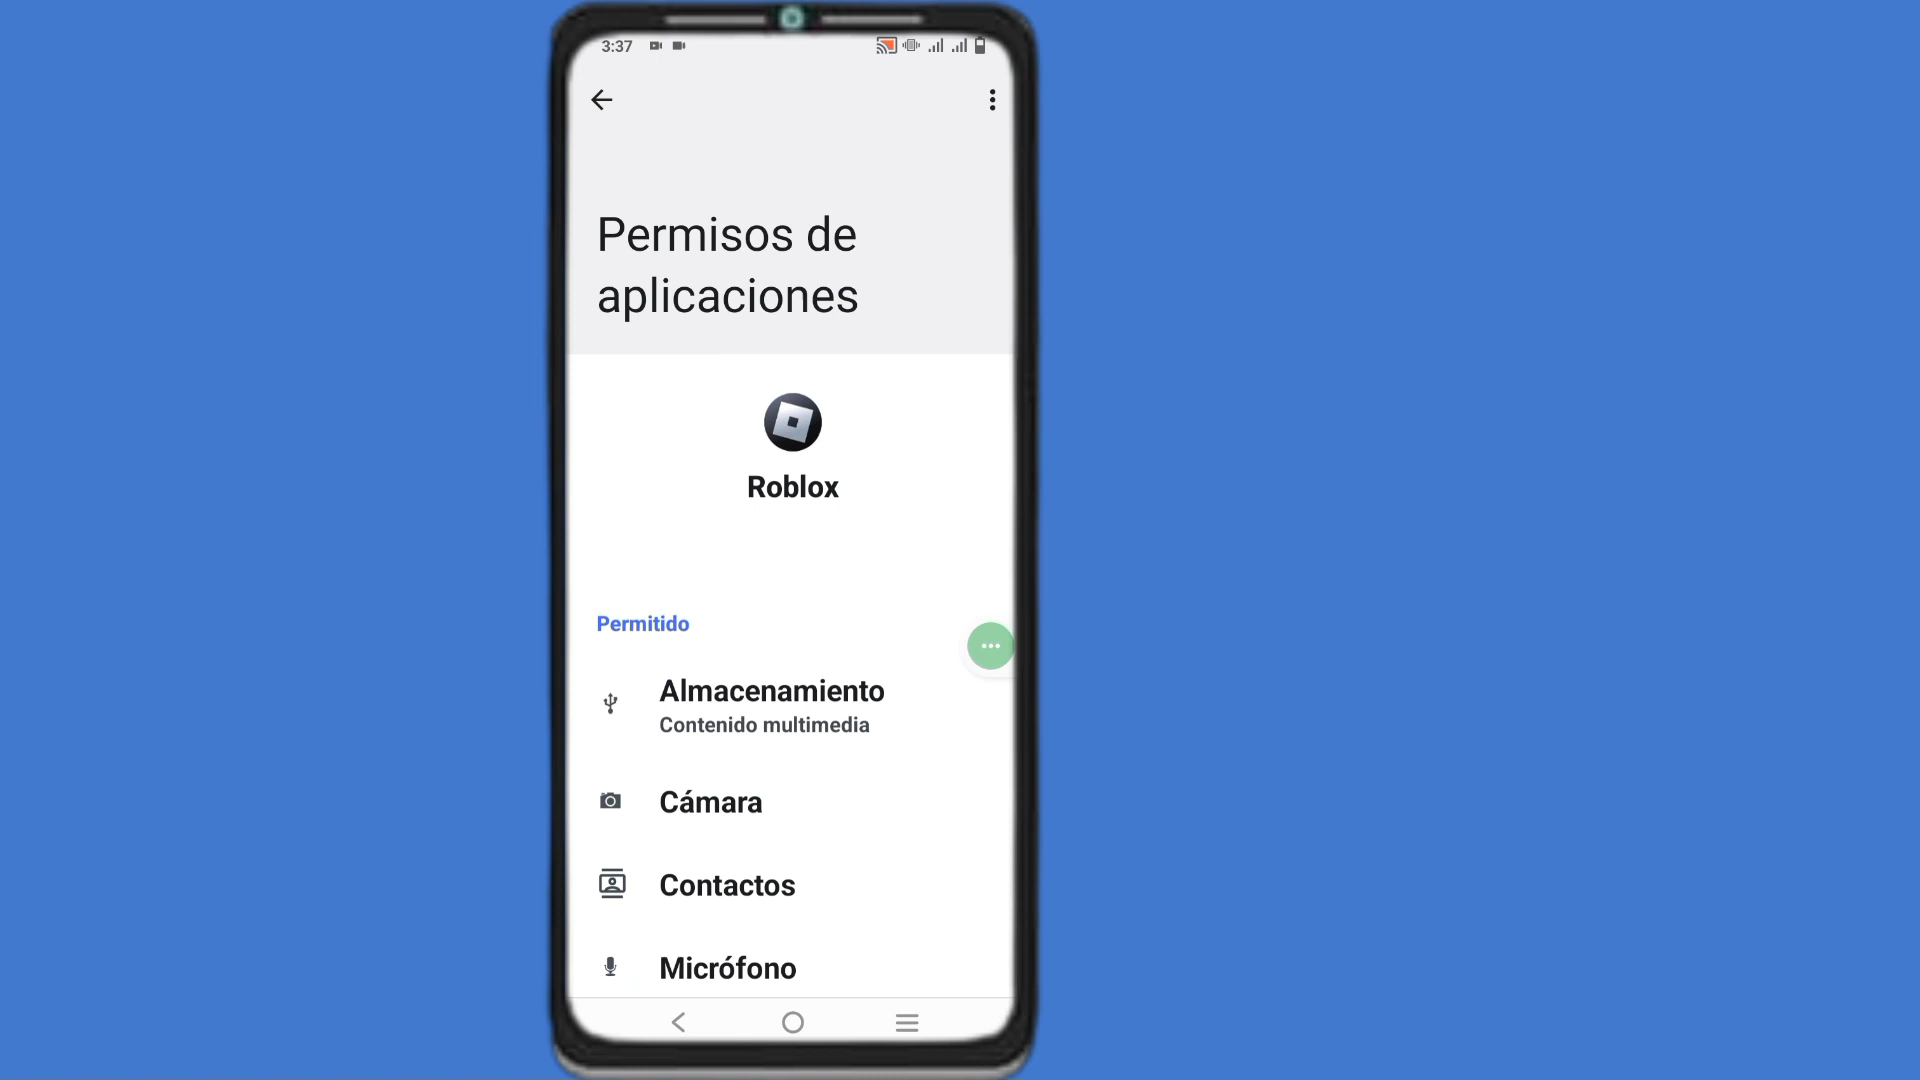 3:37
Permisos de
aplicaciones
Roblox
Permitido
Almacenamiento
Contenido multimedia
Cámara
Contactos
Micrófono